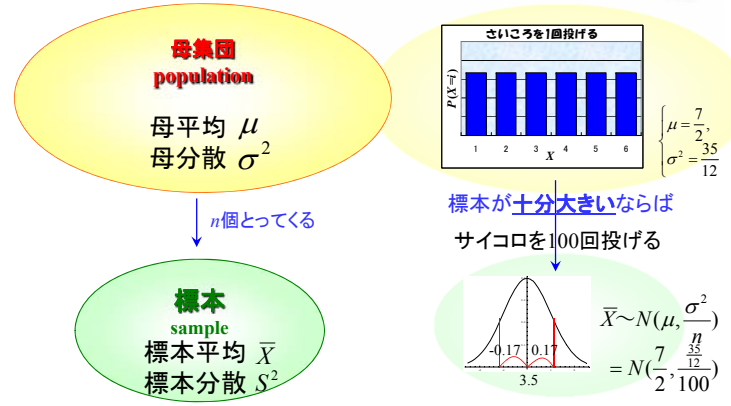 母集団
population
母平均 μ
母分散 σ²
n個とってくる
標本
sample
標本平均 X̄
標本分散 S²
さいころを1回投げる
P(X=i)
1 2 3 4 5 6
X
μ = 7/2,
σ² = 35/12
標本が十分大きいならば
サイコロを100回投げる
-0.17 0.17
3.5
X̄~N(μ, σ²/n)
= N(7/2, (35/12)/100)